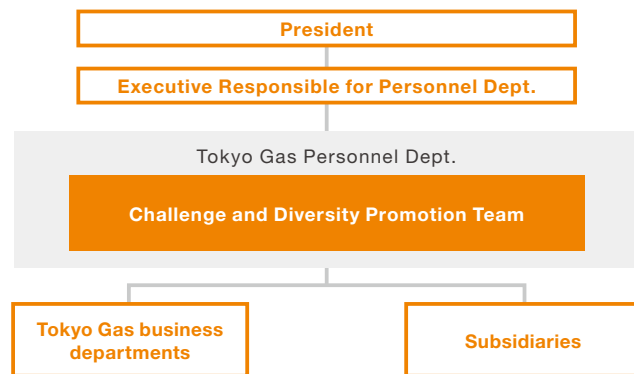 President
Executive Responsible for Personnel Dept.
Tokyo Gas Personnel Dept.
Challenge and Diversity Promotion Team
Tokyo Gas business
departments
Subsidiaries